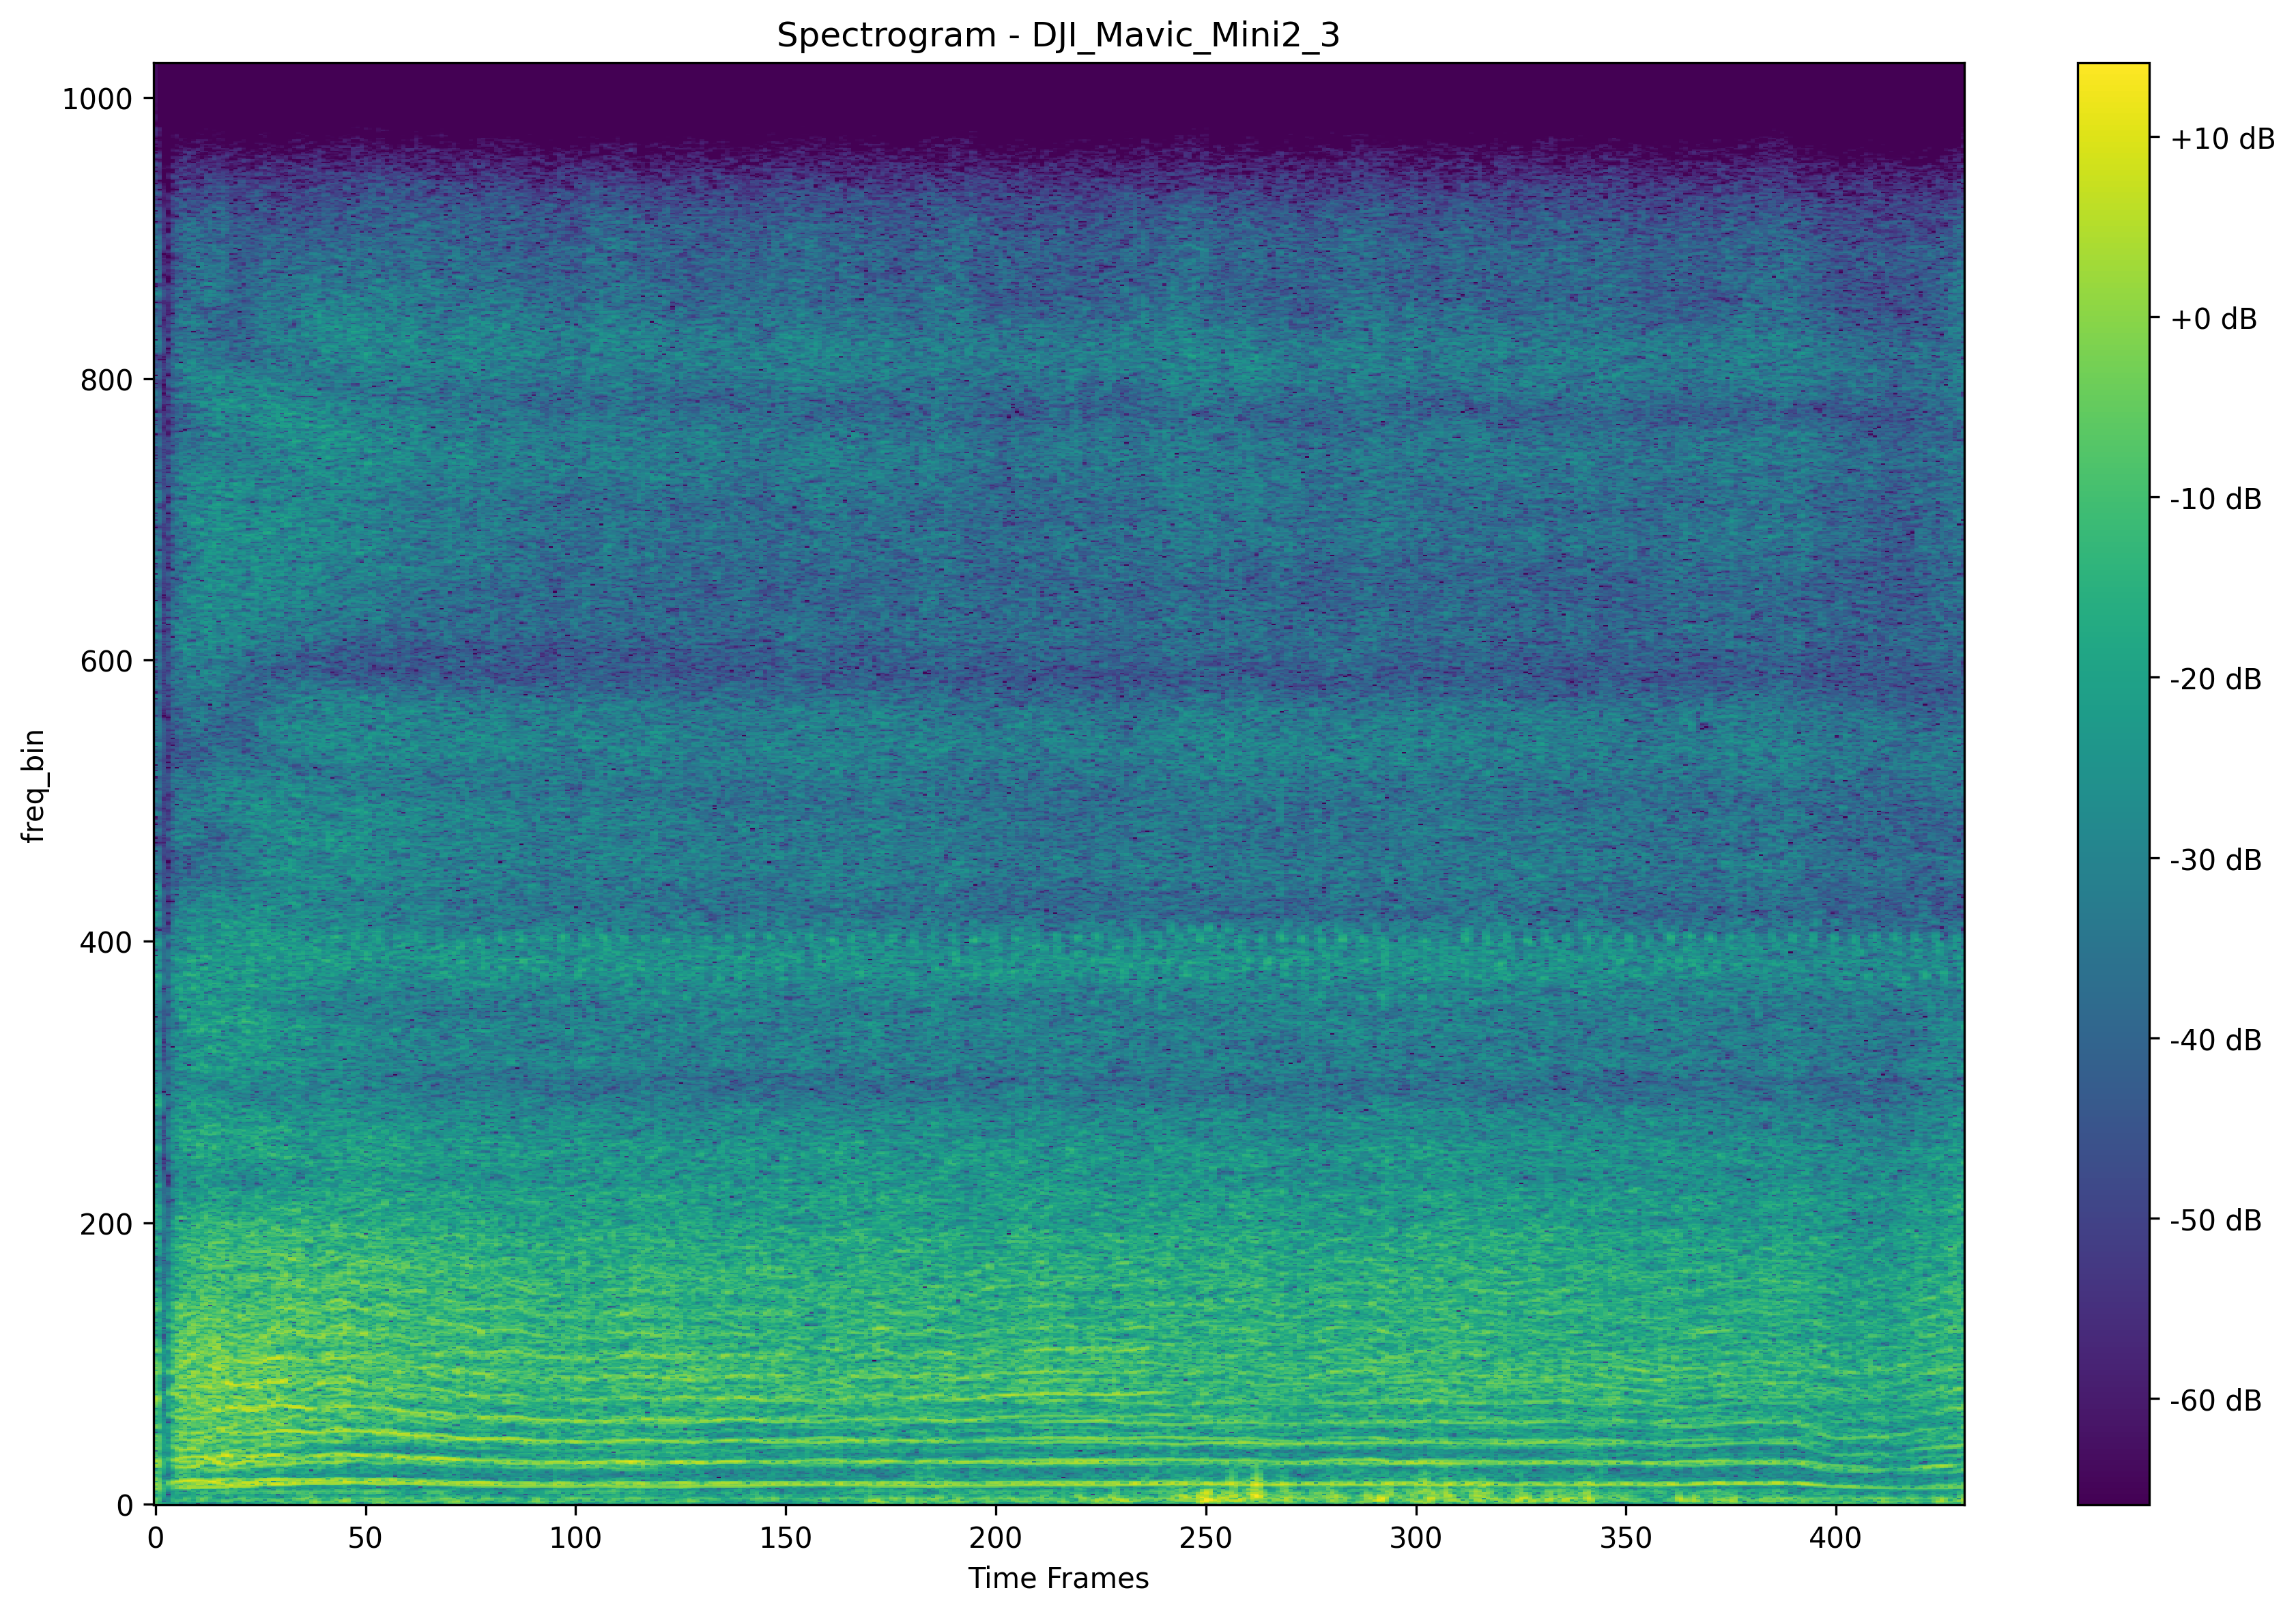 Spectrogram - DJI_Mavic_Mini2_3
1000
800
600
400
200
0
freq_bin
0 50 100 150 200 250 300 350 400
Time Frames
+10 dB
+0 dB
-10 dB
-20 dB
-30 dB
-40 dB
-50 dB
-60 dB